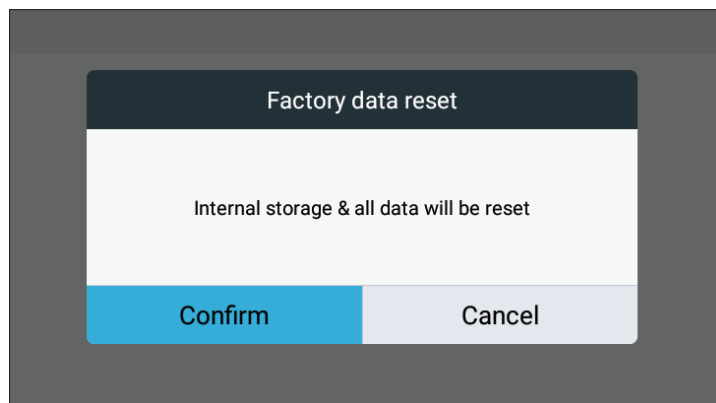 Factory data reset
Internal storage & all data will be reset
Confirm
Cancel